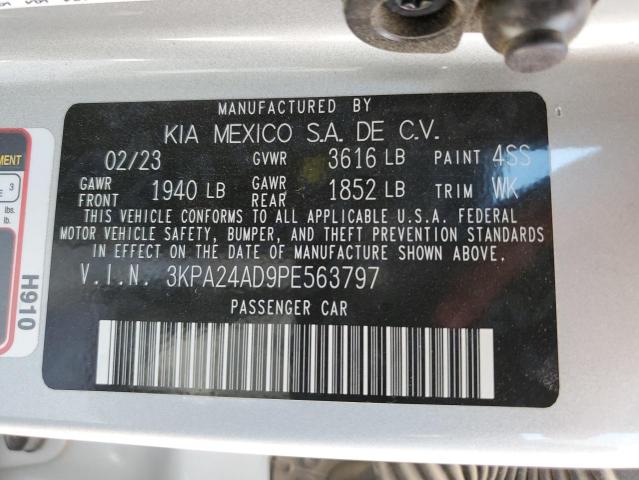 MANUFACTURED BY
KIA MEXICO S.A. DE C.V.
02/23 GVWR 3616 LB PAINT 4SS
GAWR FRONT 1940 LB GAWR REAR 1852 LB TRIM WK
THIS VEHICLE CONFORMS TO ALL APPLICABLE U.S.A. FEDERAL
MOTOR VEHICLE SAFETY, BUMPER, AND THEFT PREVENTION STANDARDS
IN EFFECT ON THE DATE OF MANUFACTURE SHOWN ABOVE.
V.I.N. 3KPA24AD9PE563797
PASSENGER CAR
3
lbs.
H910